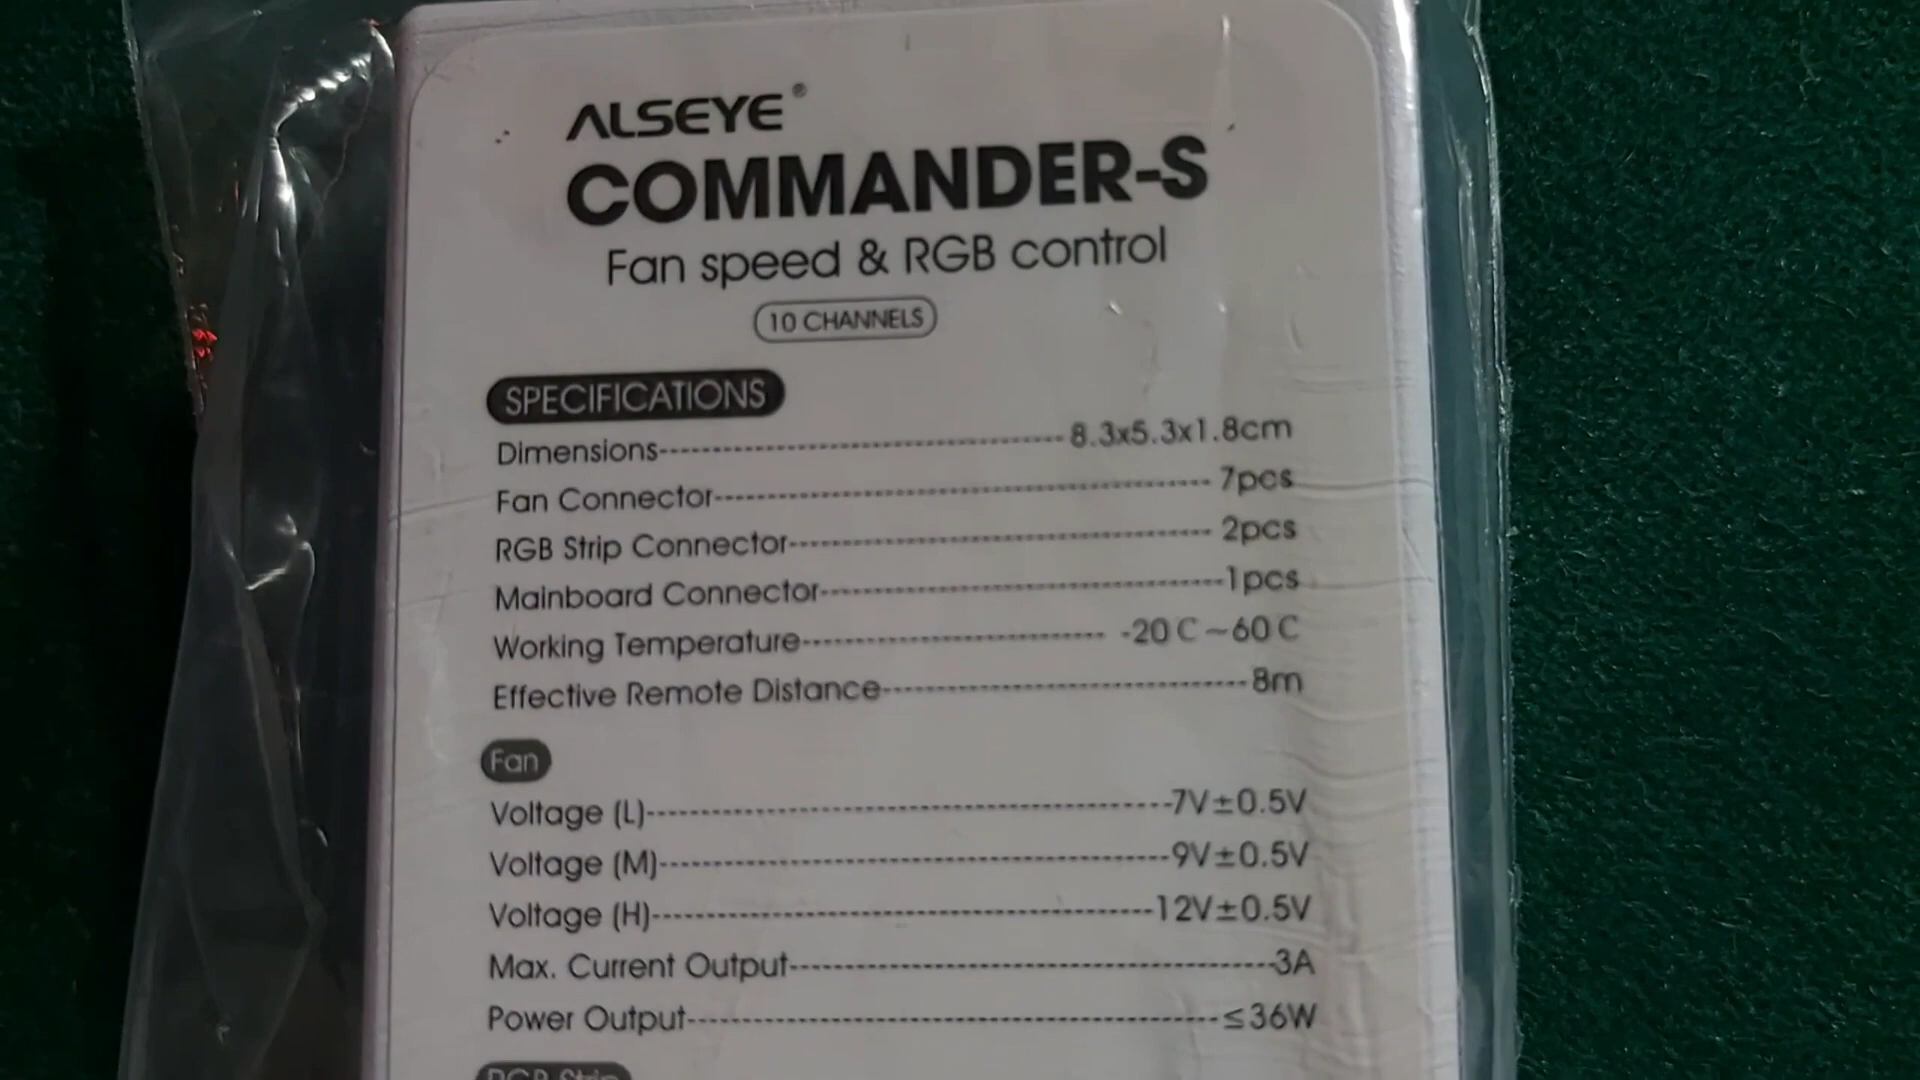 ALSEYE®
COMMANDER-S
Fan speed & RGB control
10 CHANNELS
SPECIFICATIONS
Dimensions 8.3x5.3x1.8cm
Fan Connector 7pcs
RGB Strip Connector 2pcs
Mainboard Connector 1pcs
Working Temperature -20C~60C
Effective Remote Distance 8m
Fan
Voltage (L) 7V±0.5V
Voltage (M) 9V±0.5V
Voltage (H) 12V±0.5V
Max. Current Output 3A
Power Output ≤36W
RGB Strip